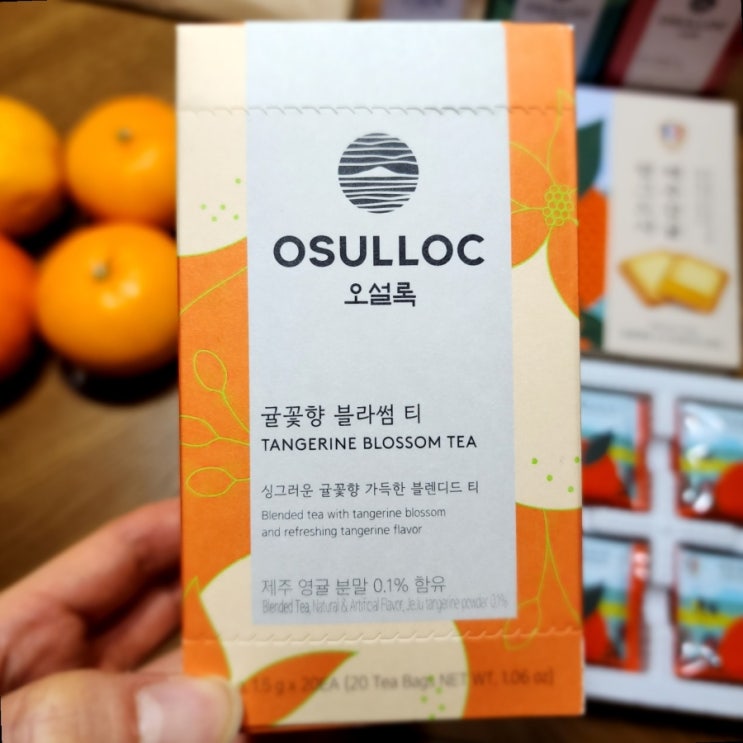 OSULLOC
오설록
귤꽃향 블라썸 티
TANGERINE BLOSSOM TEA
싱그러운 귤꽃향 가득한 블렌디드 티
Blended tea with tangerine blossom
and refreshing tangerine flavor
제주 영귤 분말 0.1% 함유
Blended Tea, Natural & Artificial Flavor, Jeju tangerine powder 0.1%
1.5 g x 20EA (20 Tea Bags NET WT. 1.06 oz)
OSULLOC
OSULLOC